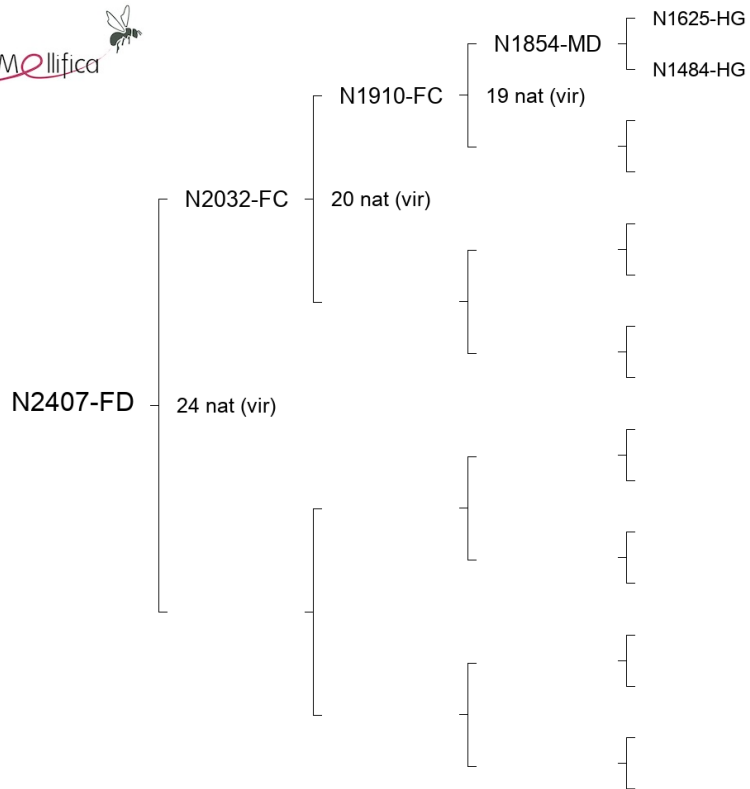 Mellifica
N1625-HG
N1854-MD
N1484-HG
N1910-FC
19 nat (vir)
N2032-FC
20 nat (vir)
N2407-FD
24 nat (vir)